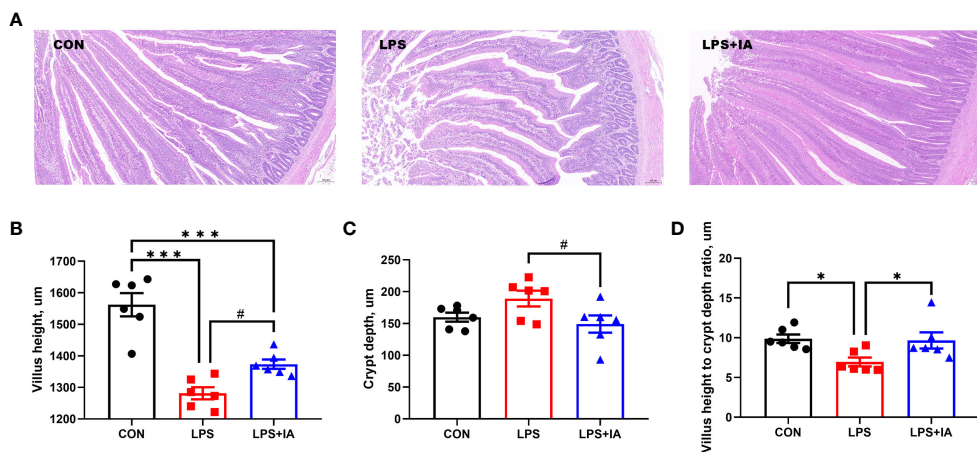 A
CON
LPS
LPS+IA
B
Villus height, um
1700
1600
1500
1400
1300
1200
* * *
* * *
#
CON
LPS
LPS+IA
C
Crypt depth, um
250
200
150
100
50
0
#
CON
LPS
LPS+IA
D
Villus height to crypt depth ratio, um
20
15
10
5
0
*
*
CON
LPS
LPS+IA